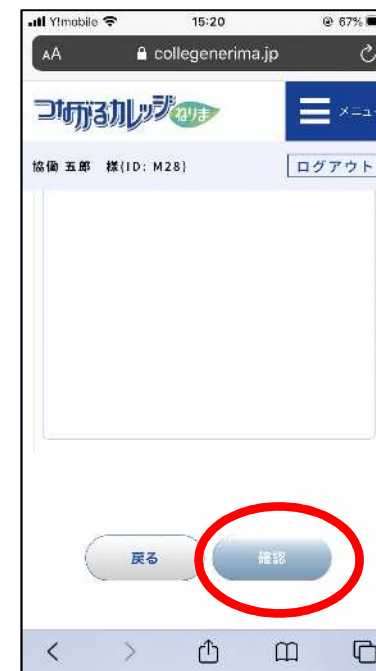 Y!mobile 15:20 67%
AA collegenerima.jp
つながるカレッジねりま
メニュー
協働 五郎 様(ID: M28)
ログアウト
戻る 確認